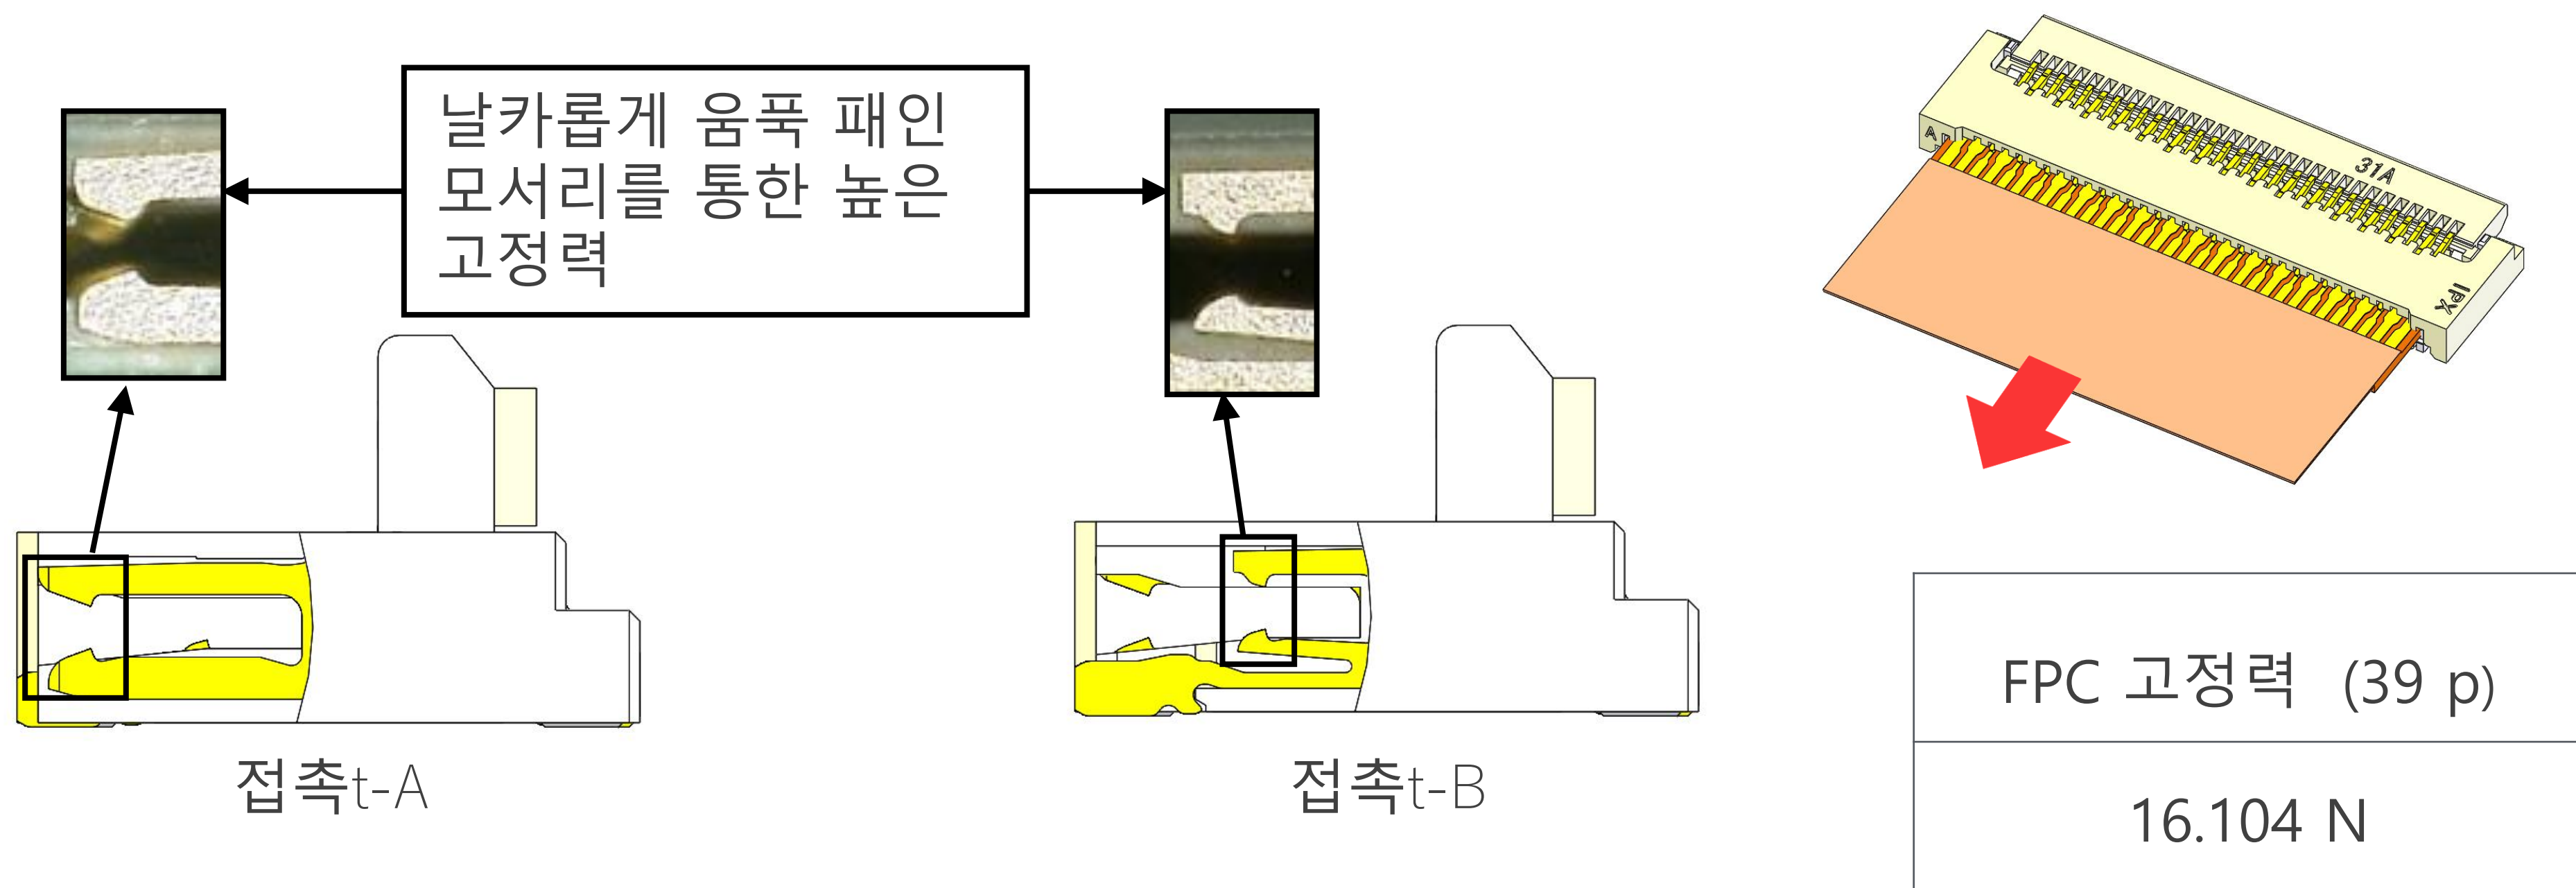 날카롭게 움푹 패인
모서리를 통한 높은
고정력
A
31A
IPX
접촉t-A
접촉t-B
FPC 고정력 (39 p)
16.104 N